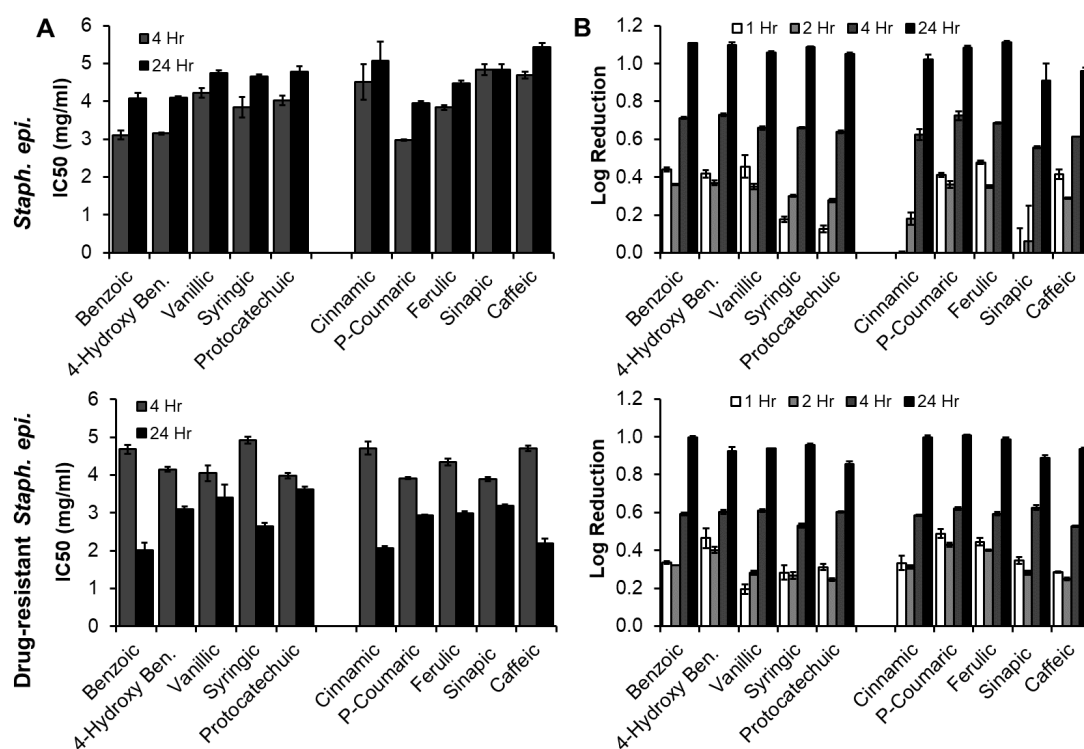 A
Staph. epi.
IC50 (mg/ml)
6
5
4
3
2
1
0
4 Hr
24 Hr
Benzoic
4-Hydroxy Ben.
Vanillic
Syringic
Protocatechuic
Cinnamic
P-Coumaric
Ferulic
Sinapic
Caffeic
B
Log Reduction
1.2
1.0
0.8
0.6
0.4
0.2
0.0
1 Hr 2 Hr 4 Hr 24 Hr
Benzoic
4-Hydroxy Ben.
Vanillic
Syringic
Protocatechuic
Cinnamic
P-Coumaric
Ferulic
Sinapic
Caffeic
Drug-resistant Staph. epi.
IC50 (mg/ml)
6
5
4
3
2
1
0
4 Hr
24 Hr
Benzoic
4-Hydroxy Ben.
Vanillic
Syringic
Protocatechuic
Cinnamic
P-Coumaric
Ferulic
Sinapic
Caffeic
Log Reduction
1.2
1.0
0.8
0.6
0.4
0.2
0.0
1 Hr 2 Hr 4 Hr 24 Hr
Benzoic
4-Hydroxy Ben.
Vanillic
Syringic
Protocatechuic
Cinnamic
P-Coumaric
Ferulic
Sinapic
Caffeic